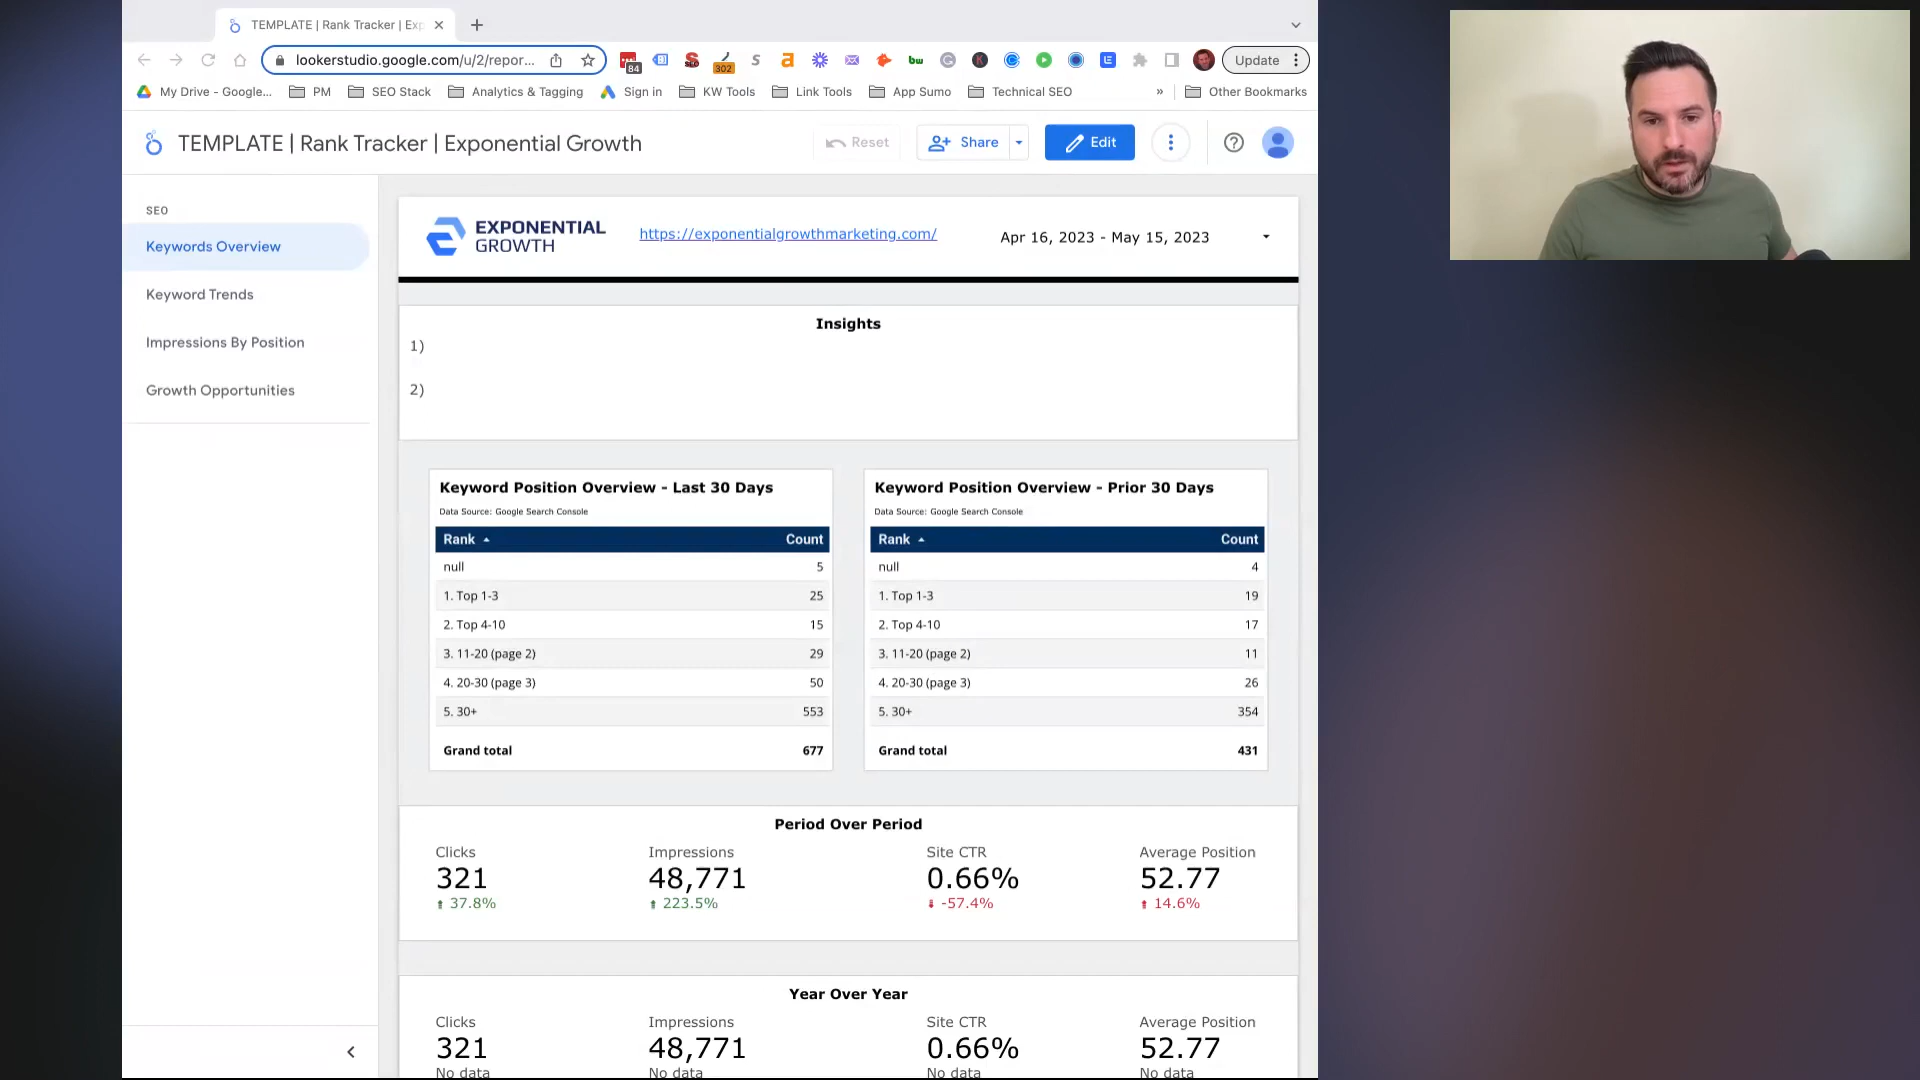 TEMPLATE | Rank Tracker | Exp
lookerstudio.google.com/u/2/repor...
84
302
bw
Update
My Drive - Google...
PM
SEO Stack
Analytics & Tagging
Sign in
KW Tools
Link Tools
App Sumo
Technical SEO
»
Other Bookmarks
TEMPLATE | Rank Tracker | Exponential Growth
Reset
Share
Edit
SEO
Keywords Overview
Keyword Trends
Impressions By Position
Growth Opportunities
EXPONENTIAL
GROWTH
https://exponentialgrowthmarketing.com/
Apr 16, 2023 - May 15, 2023
Insights
1)
2)
Keyword Position Overview - Last 30 Days
Data Source: Google Search Console
Rank Count
null 5
1. Top 1-3 25
2. Top 4-10 15
3. 11-20 (page 2) 29
4. 20-30 (page 3) 50
5. 30+ 553
Grand total 677
Keyword Position Overview - Prior 30 Days
Data Source: Google Search Console
Rank Count
null 4
1. Top 1-3 19
2. Top 4-10 17
3. 11-20 (page 2) 11
4. 20-30 (page 3) 26
5. 30+ 354
Grand total 431
Period Over Period
Clicks Impressions Site CTR Average Position
321 48,771 0.66% 52.77
37.8% 223.5% -57.4% 14.6%
Year Over Year
Clicks Impressions Site CTR Average Position
321 48,771 0.66% 52.77
No data No data No data No data